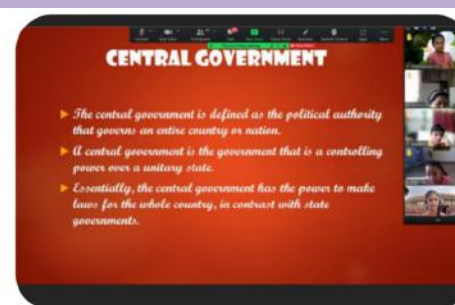 CENTRAL GOVERNMENT
The central government is defined as the political authority
that governs an entire country or nation.
A central government is the government that is a controlling
power over a unitary state.
Essentially, the central government has the power to make
laws for the whole country, in contrast with state
governments.